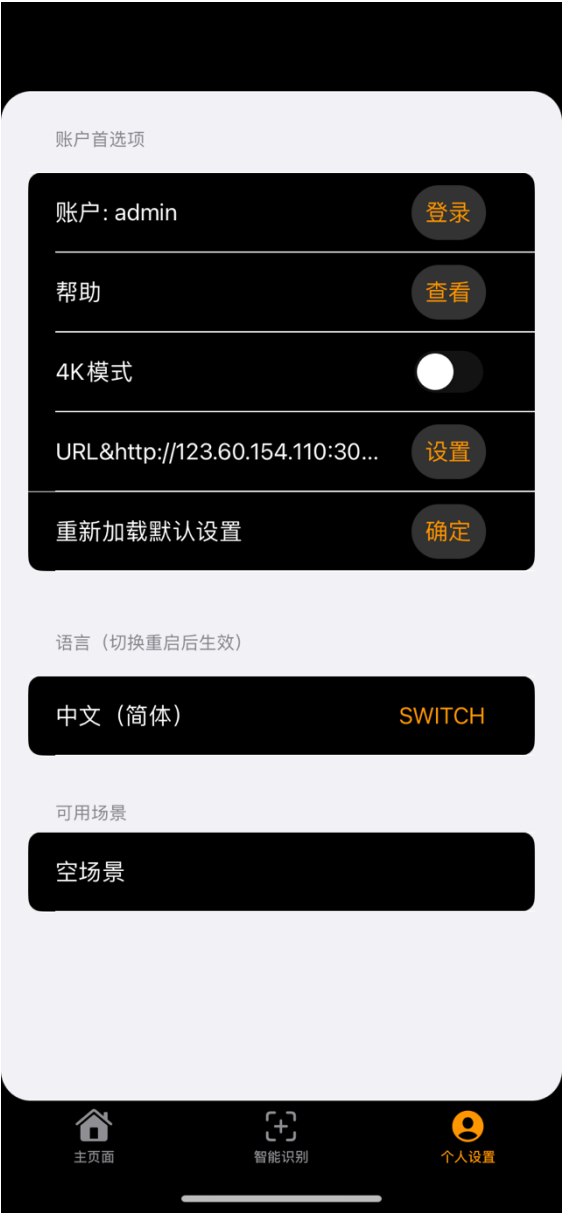 账户首选项
账户: admin 登录
帮助 查看
4K模式
URL&http://123.60.154.110:30... 设置
重新加载默认设置 确定
语言（切换重启后生效）
中文（简体） SWITCH
可用场景
空场景
主页面 智能识别 个人设置